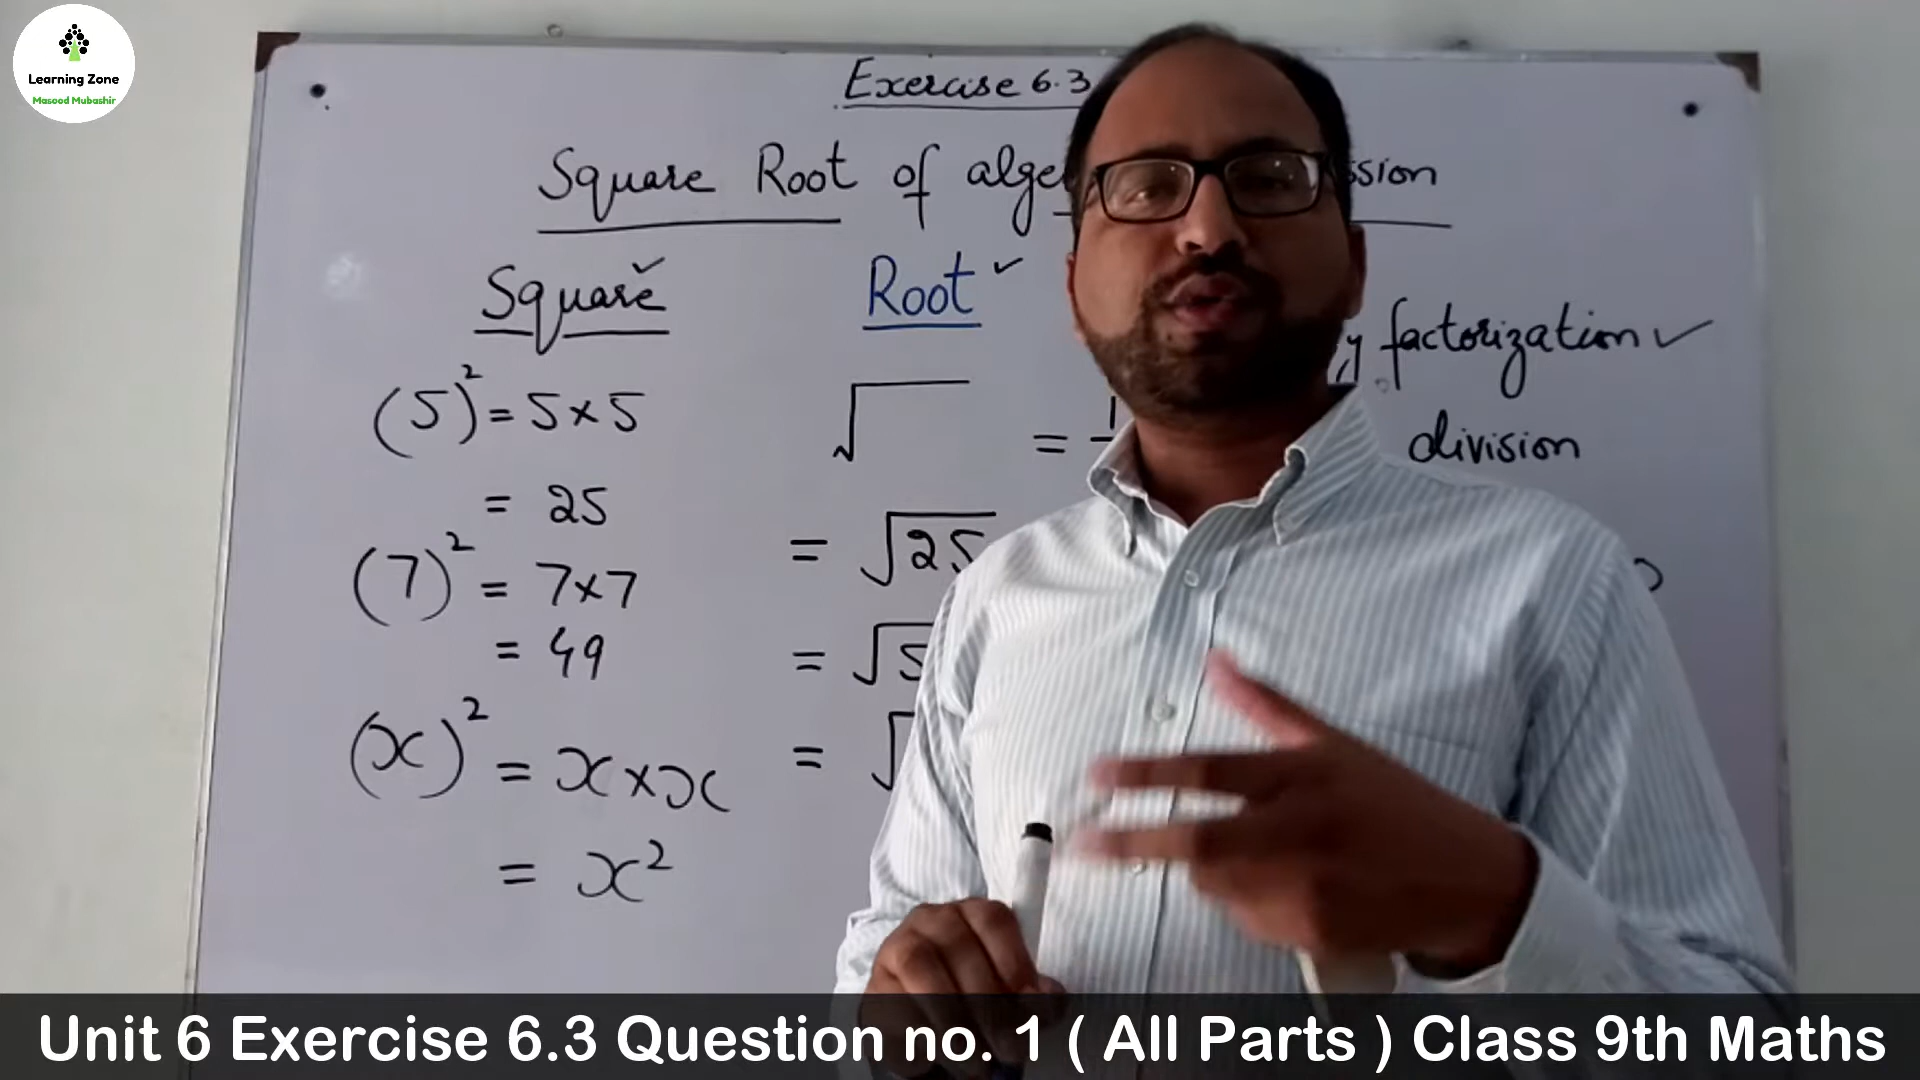 Learning Zone
Masood Mubashir
Exercise 6.3
Square Root of alge ssion
Square ✓
Root ✓
y factorization ✓
division
(5)² = 5×5
= 25
(7)² = 7×7
= 49
(x)² = x×x
= x²
√ = 1
= √25
= √5
= √
Unit 6 Exercise 6.3 Question no. 1 ( All Parts ) Class 9th Maths